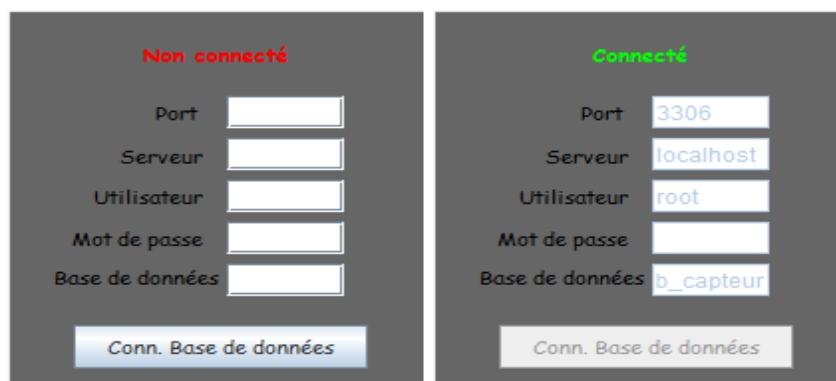 Non connecté
Port
Serveur
Utilisateur
Mot de passe
Base de données
Conn. Base de données
Connecté
Port 3306
Serveur localhost
Utilisateur root
Mot de passe
Base de données b_capteur
Conn. Base de données